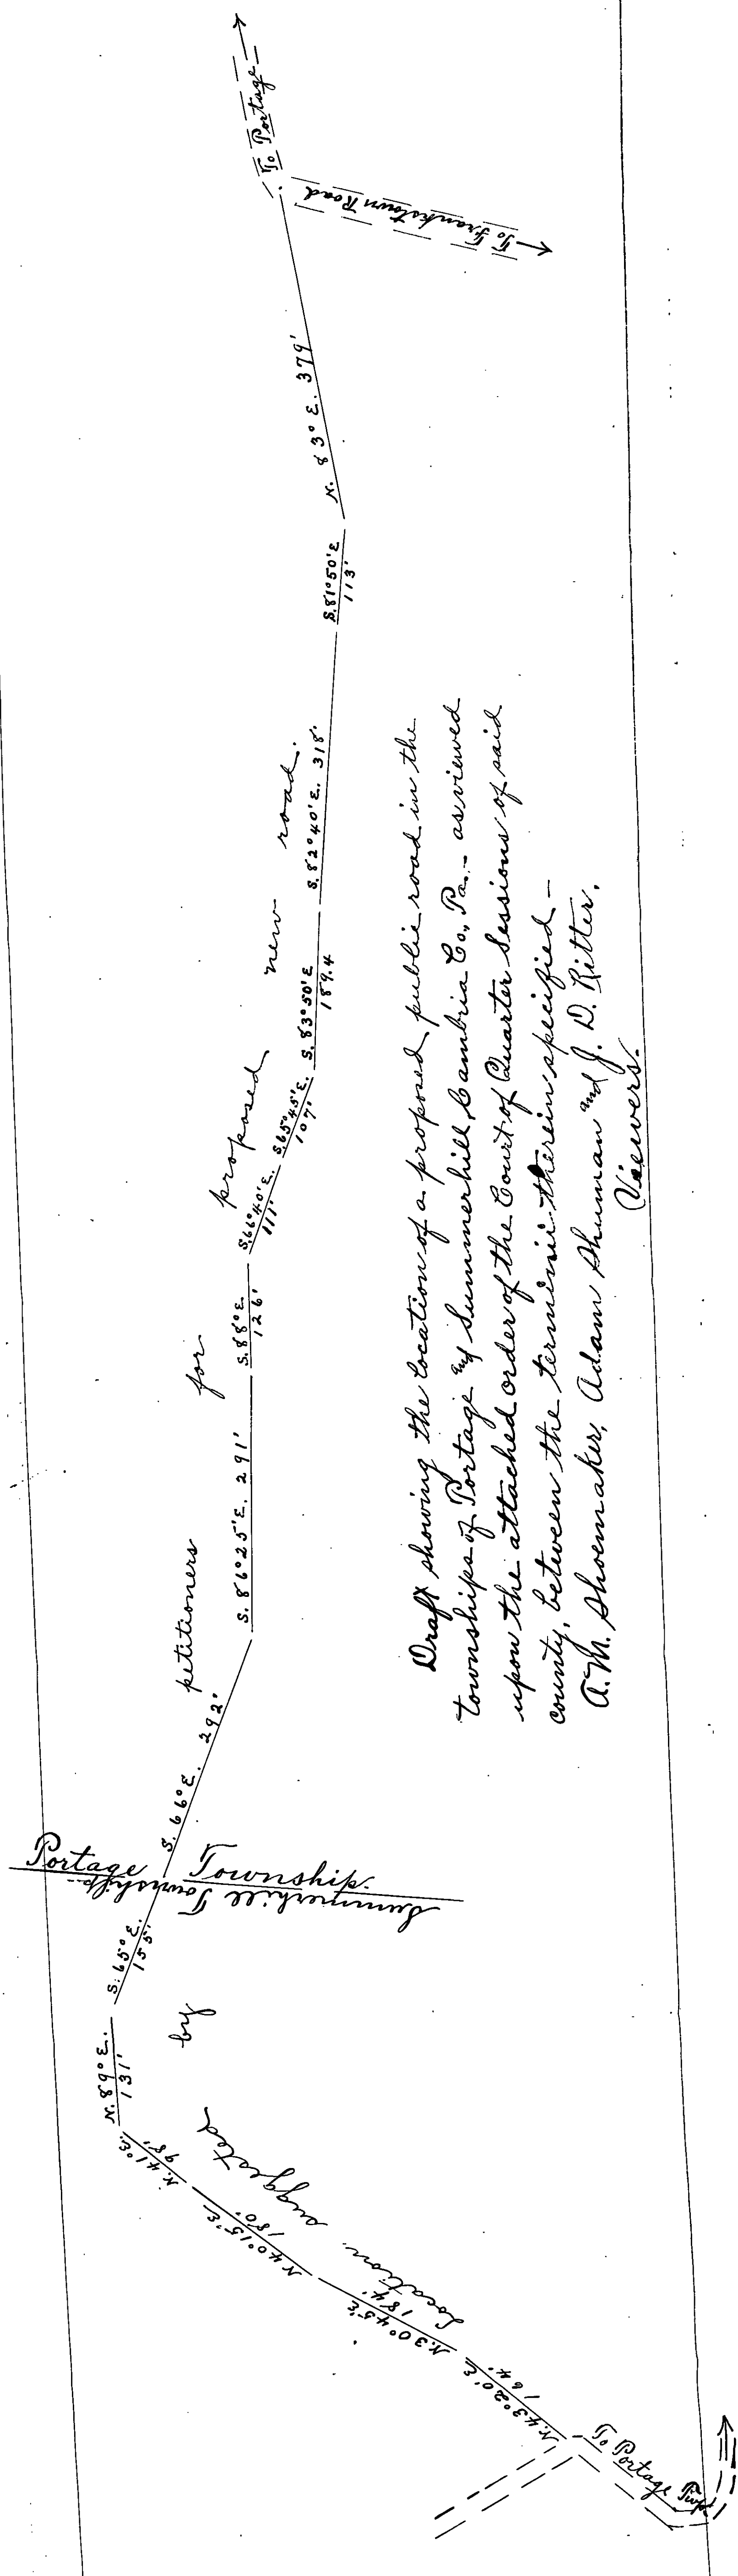 To Portage
To Frankstown Road
N. 83° E. 379'
S. 81° 50' E
113'
S. 82° 40' E. 318'
S. 83° 50' E
189.4
S. 65° 45' E.
107'
S. 66° 40' E.
111'
S. 88° E.
126'
S. 86° 25' E. 291'
S. 66° E. 292'
Portage Township
Summerhill Township
S. 65° E.
155'
N. 89° E.
131'
N. 41° E.
98'
N 40° 15' E
180'
N. 30° 45' E
184'
N. 43° 20' E
164'
To Portage Twp
Location suggested by petitioners for proposed new road.
Draft showing the location of a proposed public road in the
townships of Portage and Summerhill, Cambria Co., Pa. - as viewed
upon the attached order of the Court of Quarter Sessions of said
county, between the termini therein specified -
A. M. Shoemaker, Adam Shuman and J. D. Ritter.
Viewers.